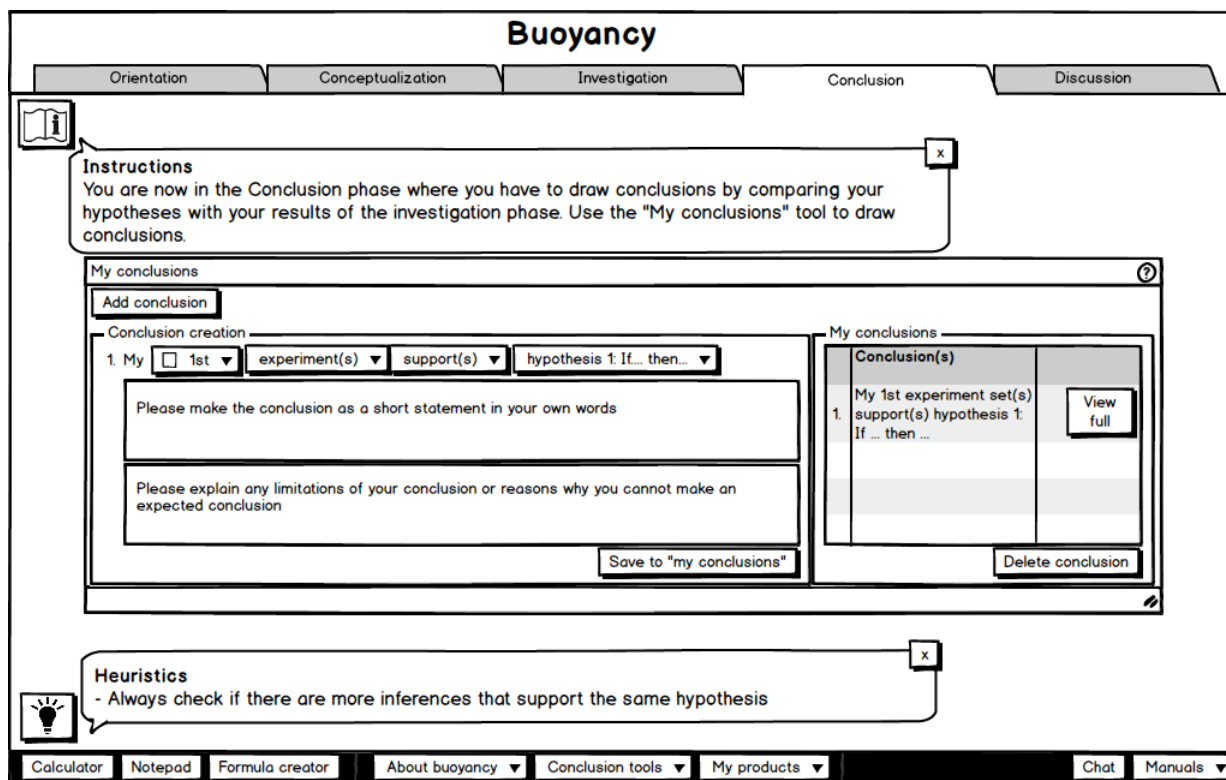 Buoyancy
Orientation
Conceptualization
Investigation
Conclusion
Discussion
i
x
Instructions
You are now in the Conclusion phase where you have to draw conclusions by comparing your
hypotheses with your results of the investigation phase. Use the "My conclusions" tool to draw
conclusions.
My conclusions
?
Add conclusion
Conclusion creation
1. My 1st experiment(s) support(s) hypothesis 1: If.... then...
Please make the conclusion as a short statement in your own words
Please explain any limitations of your conclusion or reasons why you cannot make an
expected conclusion
Save to "my conclusions"
My conclusions
Conclusion(s)
1.
My 1st experiment set(s)
support(s) hypothesis 1:
If ... then ...
View
full
Delete conclusion
x
Heuristics
- Always check if there are more inferences that support the same hypothesis
Calculator
Notepad
Formula creator
About buoyancy
Conclusion tools
My products
Chat
Manuals